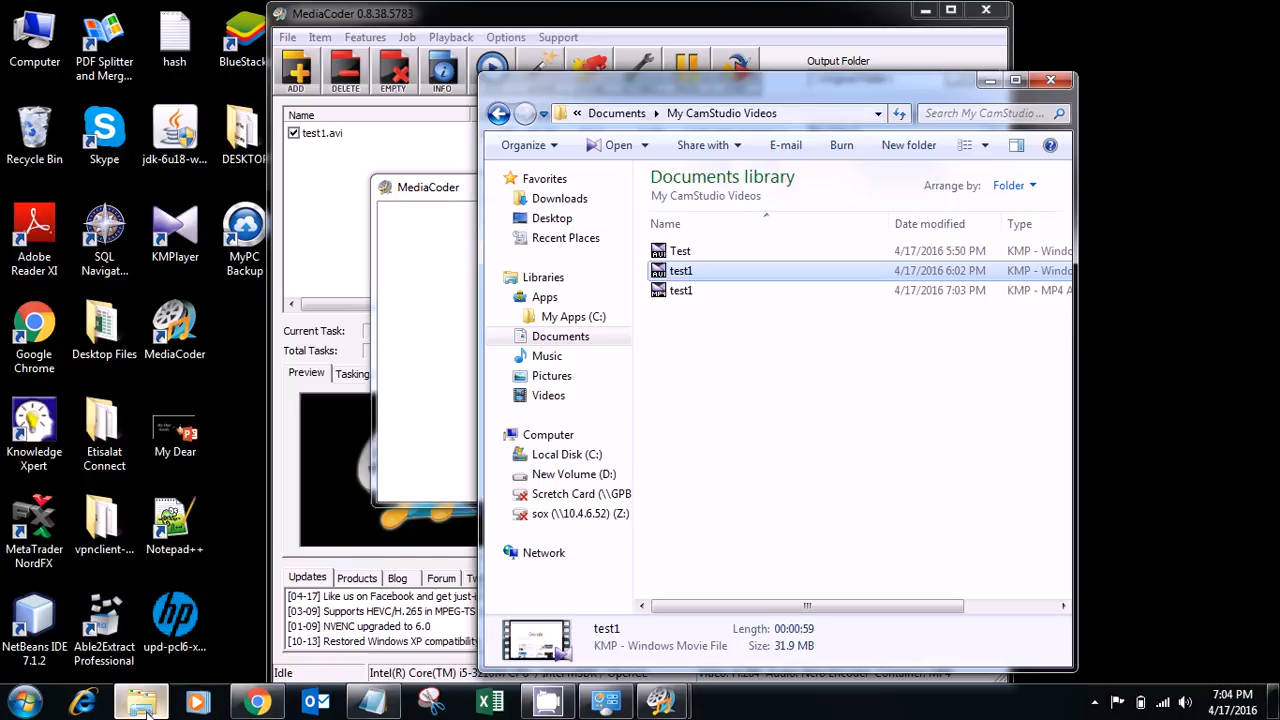 Computer
PDF Splitter
and Merg...
hash
BlueStack
Recycle Bin
Skype
jdk-6u18-w...
DESKTOP
Adobe
Reader XI
SQL
Navigat...
KMPlayer
MyPC
Backup
Google
Chrome
Desktop Files
MediaCoder
Knowledge
Xpert
Etisalat
Connect
My Dear
MetaTrader
NordFX
vpnclient-...
Notepad++
NetBeans IDE
7.1.2
Able2Extract
Professional
upd-pcl6-x...
MediaCoder 0.8.38.5783
File Item Features Job Playback Options Support
ADD DELETE EMPTY INFO
Output Folder
Name
test1.avi
MediaCoder
Current Task:
Total Tasks:
Preview Tasking
Updates Products Blog Forum Tw
[04-17] Like us on Facebook and get just-
[03-09] Supports HEVC/H.265 in MPEG-TS
[01-09] NVENC upgraded to 6.0
[10-13] Restored Windows XP compatibility
Idle
« Documents My CamStudio Videos
Search My CamStudio ...
Organize Open Share with E-mail Burn New folder
Favorites
Downloads
Desktop
Recent Places
Libraries
Apps
My Apps (C:)
Documents
Music
Pictures
Videos
Computer
Local Disk (C:)
New Volume (D:)
Scretch Card (\\GPB
sox (\\10.4.6.52) (Z:)
Network
Documents library
My CamStudio Videos
Arrange by: Folder
Name Date modified Type
Test 4/17/2016 5:50 PM KMP - Windo
test1 4/17/2016 6:02 PM KMP - Windo
test1 4/17/2016 7:03 PM KMP - MP4 A
test1
KMP - Windows Movie File
Length: 00:00:59
Size: 31.9 MB
7:04 PM
4/17/2016